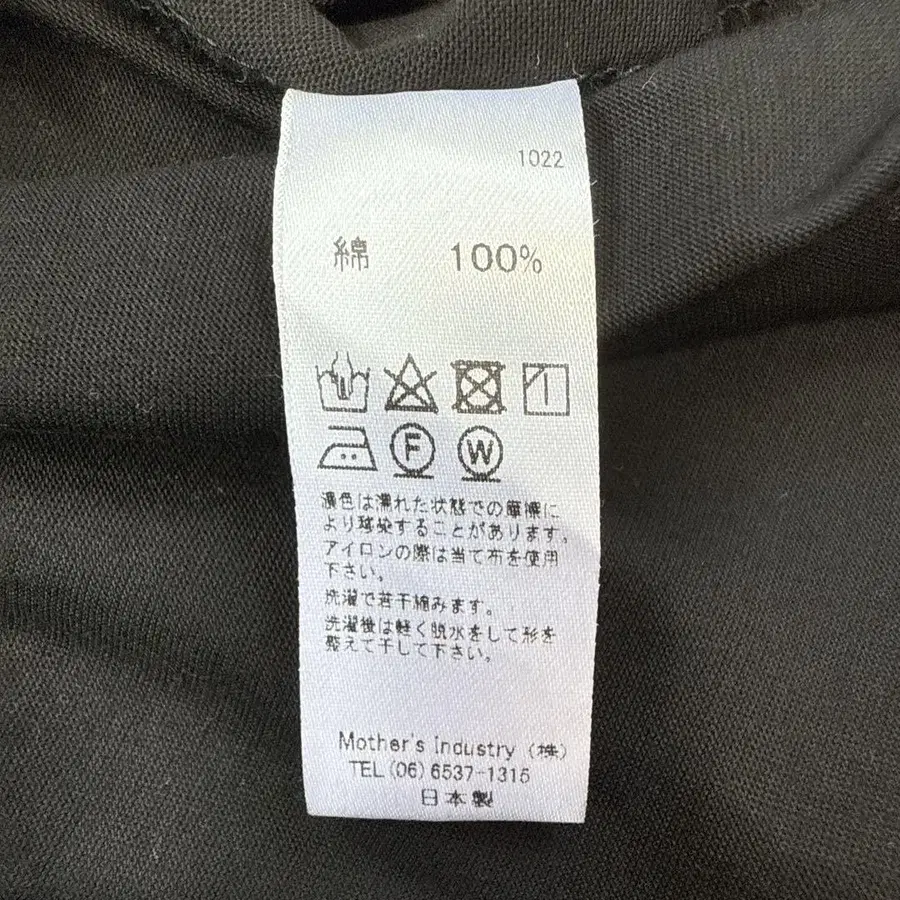 1022
綿 100%
F W
濃色は濡れた状態での摩擦に
より移染することがあります。
アイロンの際は当て布を使用
下さい。
洗濯で若干縮みます。
洗濯後は軽く脱水をして形を
整えて干して下さい。
Mother's Industry (株)
TEL(06)6537-1315
日本製